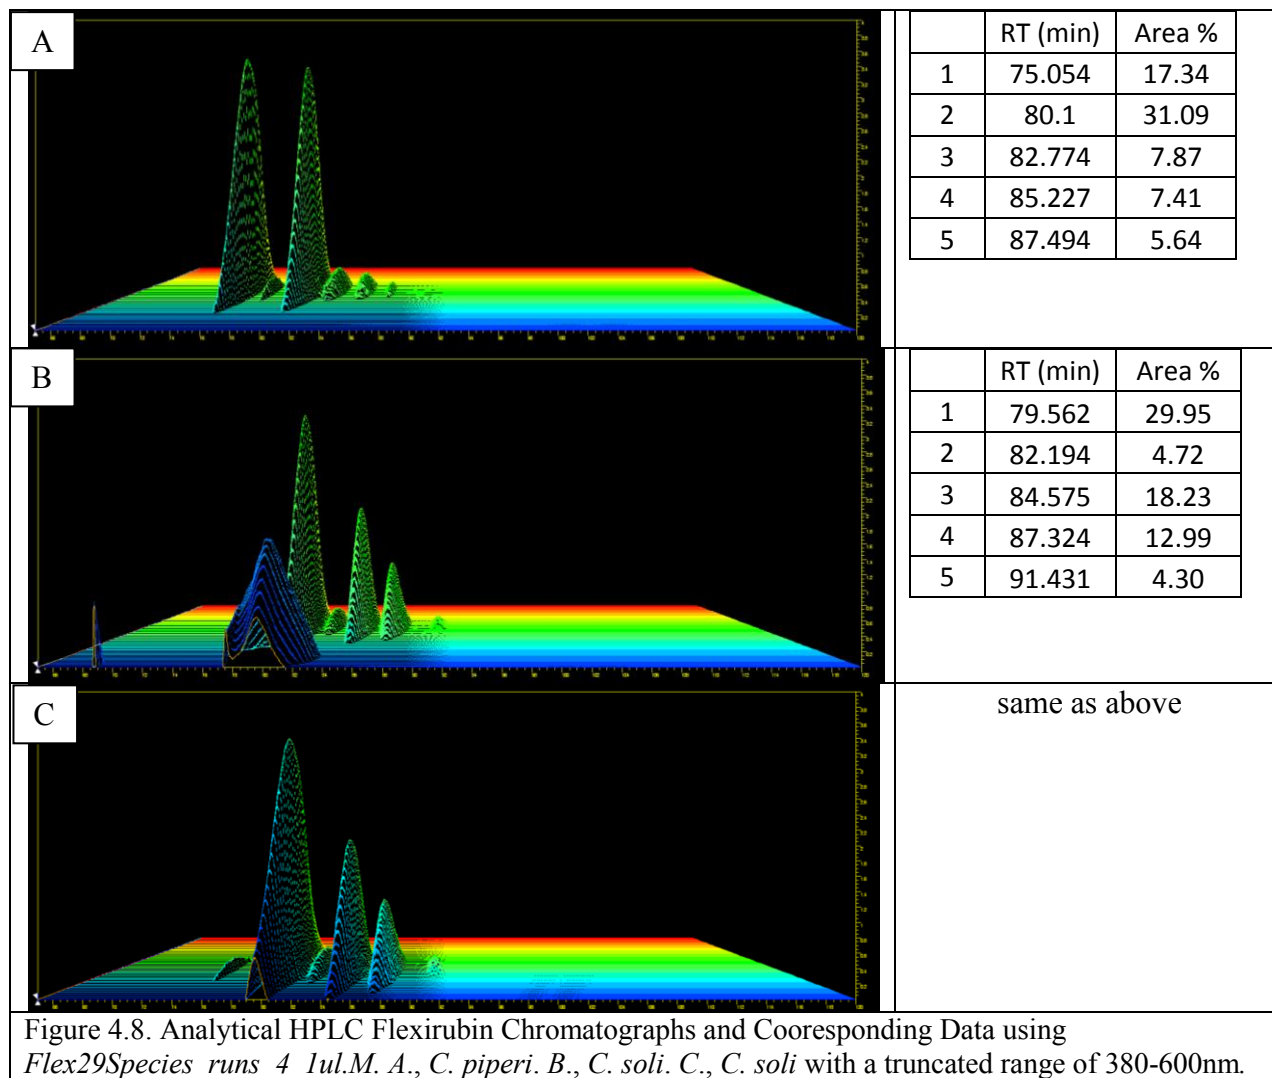 A
RT (min) Area %
1 75.054 17.34
2 80.1 31.09
3 82.774 7.87
4 85.227 7.41
5 87.494 5.64
B
RT (min) Area %
1 79.562 29.95
2 82.194 4.72
3 84.575 18.23
4 87.324 12.99
5 91.431 4.30
C
same as above
Figure 4.8. Analytical HPLC Flexirubin Chromatographs and Cooresponding Data using
Flex29Species_runs_4_1ul.M. A., C. piperi. B., C. soli. C., C. soli with a truncated range of 380-600nm.